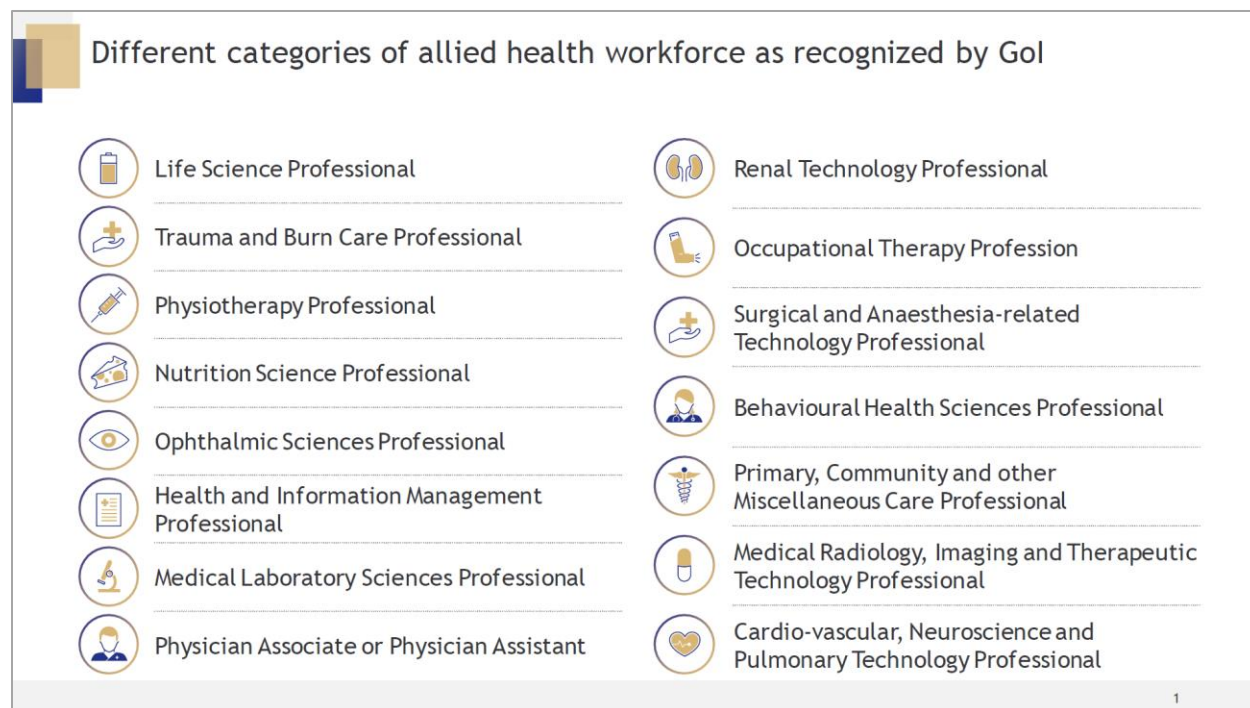 Different categories of allied health workforce as recognized by GoI
Life Science Professional
Trauma and Burn Care Professional
Physiotherapy Professional
Nutrition Science Professional
Ophthalmic Sciences Professional
Health and Information Management
Professional
Medical Laboratory Sciences Professional
Physician Associate or Physician Assistant
Renal Technology Professional
Occupational Therapy Profession
Surgical and Anaesthesia-related
Technology Professional
Behavioural Health Sciences Professional
Primary, Community and other
Miscellaneous Care Professional
Medical Radiology, Imaging and Therapeutic
Technology Professional
Cardio-vascular, Neuroscience and
Pulmonary Technology Professional
1